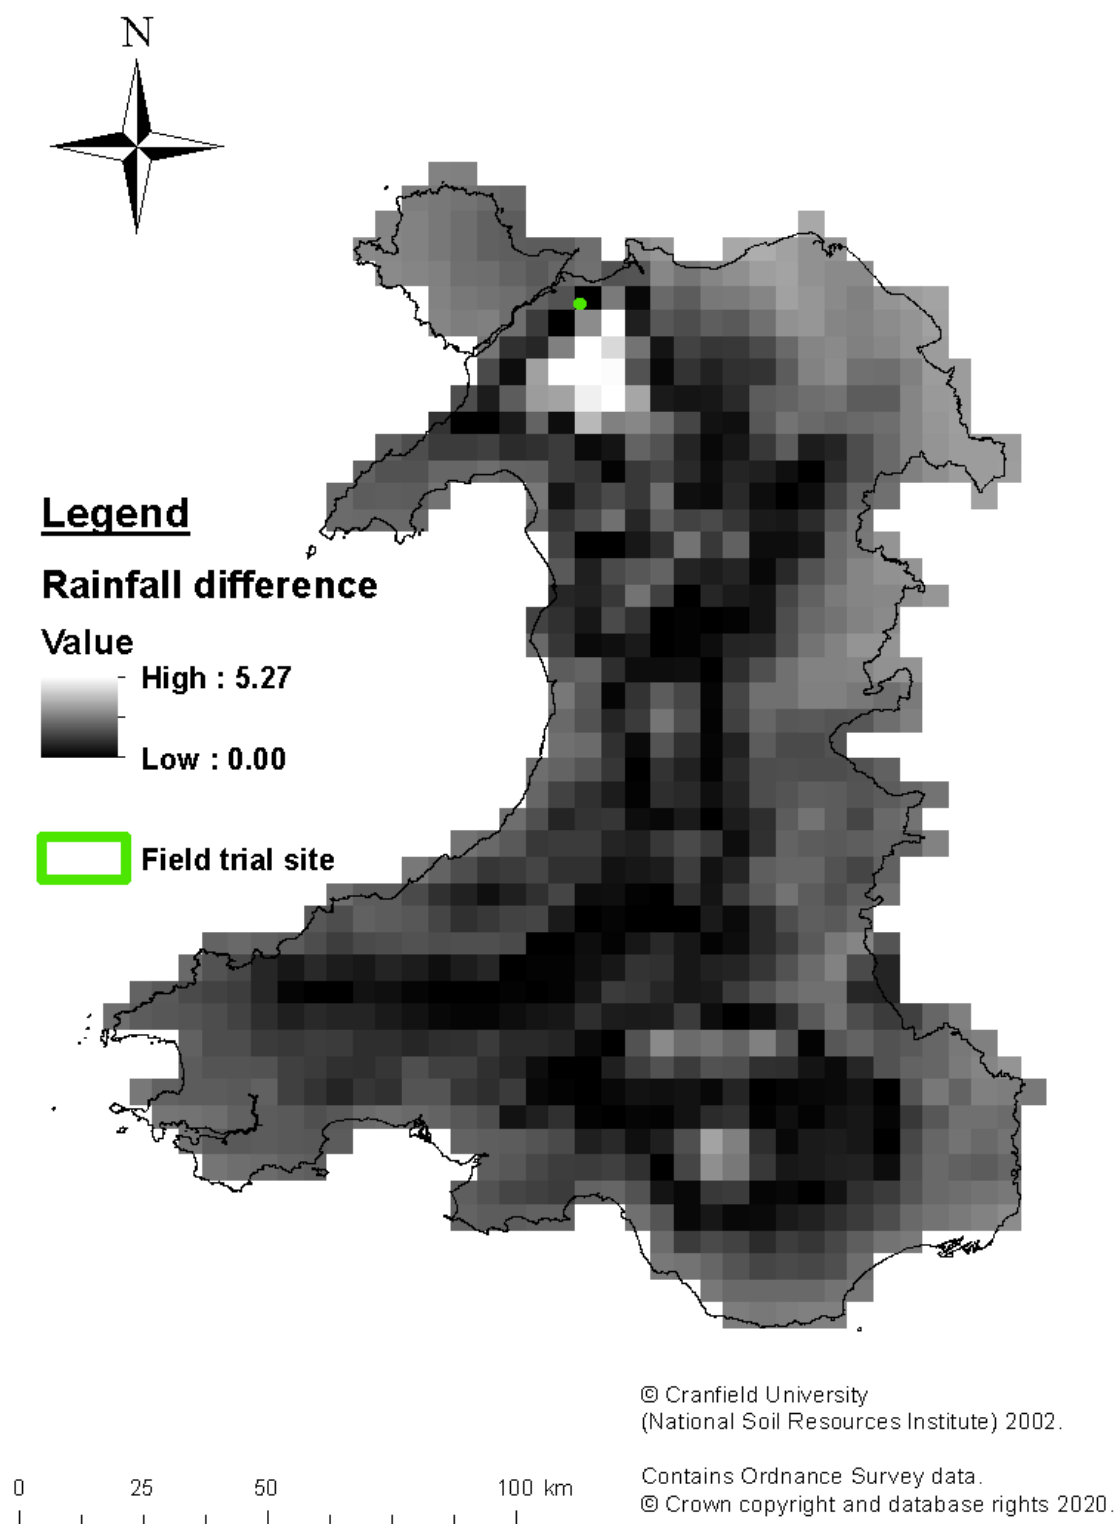 N
Legend
Rainfall difference
Value
High : 5.27
Low : 0.00
Field trial site
© Cranfield University
(National Soil Resources Institute) 2002.
Contains Ordnance Survey data.
© Crown copyright and database rights 2020.
0 25 50 100 km